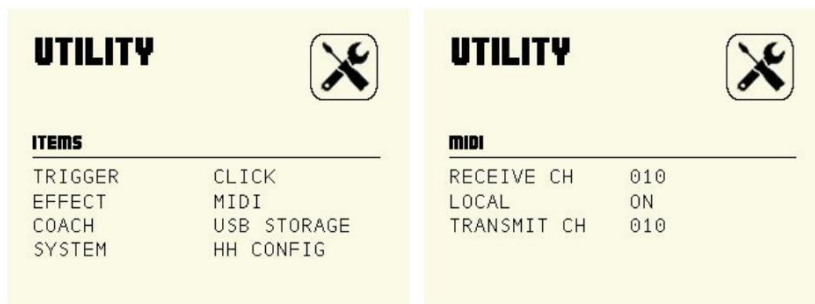 UTILITY
ITEMS
TRIGGER CLICK
EFFECT MIDI
COACH USB STORAGE
SYSTEM HH CONFIG
UTILITY
MIDI
RECEIVE CH 010
LOCAL ON
TRANSMIT CH 010